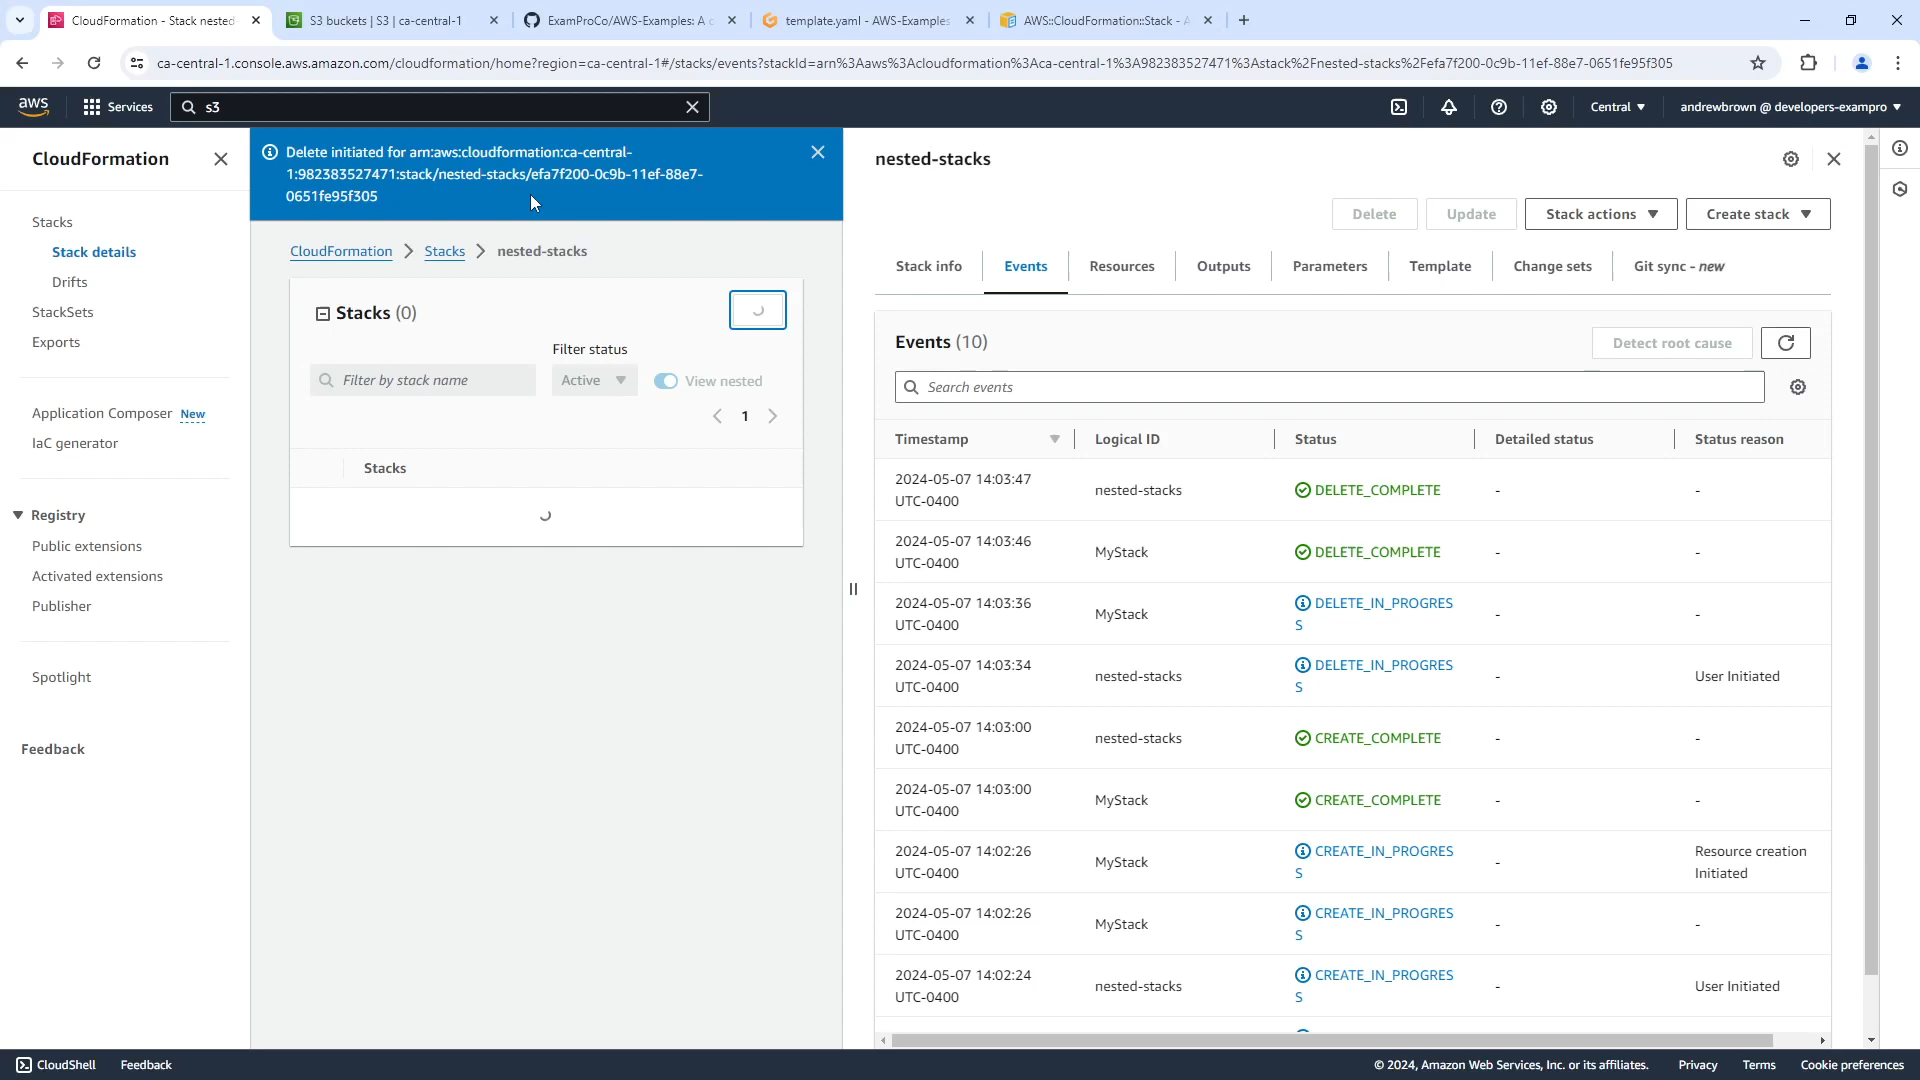 CloudFormation - Stack nested
S3 buckets | S3 | ca-central-1
ExamProCo/AWS-Examples: A c
template.yaml - AWS-Examples
AWS::CloudFormation::Stack - A
ca-central-1.console.aws.amazon.com/cloudformation/home?region=ca-central-1#/stacks/events?stackId=arn%3Aaws%3Acloudformation%3Aca-central-1%3A982383527471%3Astack%2Fnested-stacks%2Fefa7f200-0c9b-11ef-88e7-0651fe95f305
aws
Services
s3
Central
andrewbrown @ developers-exampro
CloudFormation
Stacks
Stack details
Drifts
StackSets
Exports
Application Composer New
IaC generator
Registry
Public extensions
Activated extensions
Publisher
Spotlight
Feedback
Delete initiated for arn:aws:cloudformation:ca-central-
1:982383527471:stack/nested-stacks/efa7f200-0c9b-11ef-88e7-
0651fe95f305
CloudFormation
Stacks
nested-stacks
Stacks (0)
Filter status
Filter by stack name
Active
View nested
1
Stacks
nested-stacks
Delete
Update
Stack actions
Create stack
Stack info
Events
Resources
Outputs
Parameters
Template
Change sets
Git sync - new
Events (10)
Detect root cause
Search events
Timestamp
Logical ID
Status
Detailed status
Status reason
2024-05-07 14:03:47
UTC-0400
nested-stacks
DELETE_COMPLETE
-
-
2024-05-07 14:03:46
UTC-0400
MyStack
DELETE_COMPLETE
-
-
2024-05-07 14:03:36
UTC-0400
MyStack
DELETE_IN_PROGRES
S
-
-
2024-05-07 14:03:34
UTC-0400
nested-stacks
DELETE_IN_PROGRES
S
-
User Initiated
2024-05-07 14:03:00
UTC-0400
nested-stacks
CREATE_COMPLETE
-
-
2024-05-07 14:03:00
UTC-0400
MyStack
CREATE_COMPLETE
-
-
2024-05-07 14:02:26
UTC-0400
MyStack
CREATE_IN_PROGRES
S
-
Resource creation
Initiated
2024-05-07 14:02:26
UTC-0400
MyStack
CREATE_IN_PROGRES
S
-
-
2024-05-07 14:02:24
UTC-0400
nested-stacks
CREATE_IN_PROGRES
S
-
User Initiated
CloudShell
Feedback
© 2024, Amazon Web Services, Inc. or its affiliates.
Privacy
Terms
Cookie preferences